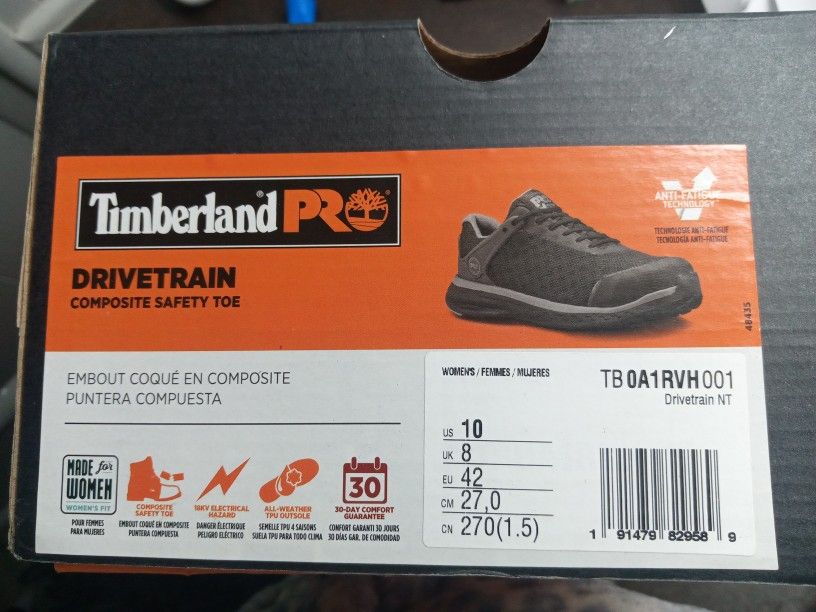 Timberland® PRO®
DRIVETRAIN
COMPOSITE SAFETY TOE
ANTI-FATIGUE
TECHNOLOGY
TECHNOLOGIE ANTI-FATIGUE
TECNOLOGÍA ANTI-FATIGUE
48435
EMBOUT COQUÉ EN COMPOSITE
PUNTERA COMPUESTA
MADE for
WOMEN
WOMEN'S FIT
POUR FEMMES
PARA MUJERES
COMPOSITE
SAFETY TOE
EMBOUT COQUÉ EN COMPOSITE
PUNTERA COMPUESTA
18KV ELECTRICAL
HAZARD
DANGER ÉLECTRIQUE
PELIGRO ELÉCTRICO
ALL-WEATHER
TPU OUTSOLE
SEMELLE TPU 4 SAISONS
SUELA TPU PARA TODO CLIMA
30
30-DAY COMFORT
GUARANTEE
CONFORT GARANTI 30 JOURS
30 DÍAS GAR. DE COMODIDAD
WOMEN'S / FEMMES / MUJERES
US 10
UK 8
EU 42
CM 27,0
CN 270(1.5)
TB 0A1RVH 001
Drivetrain NT
1 91479 82958 9